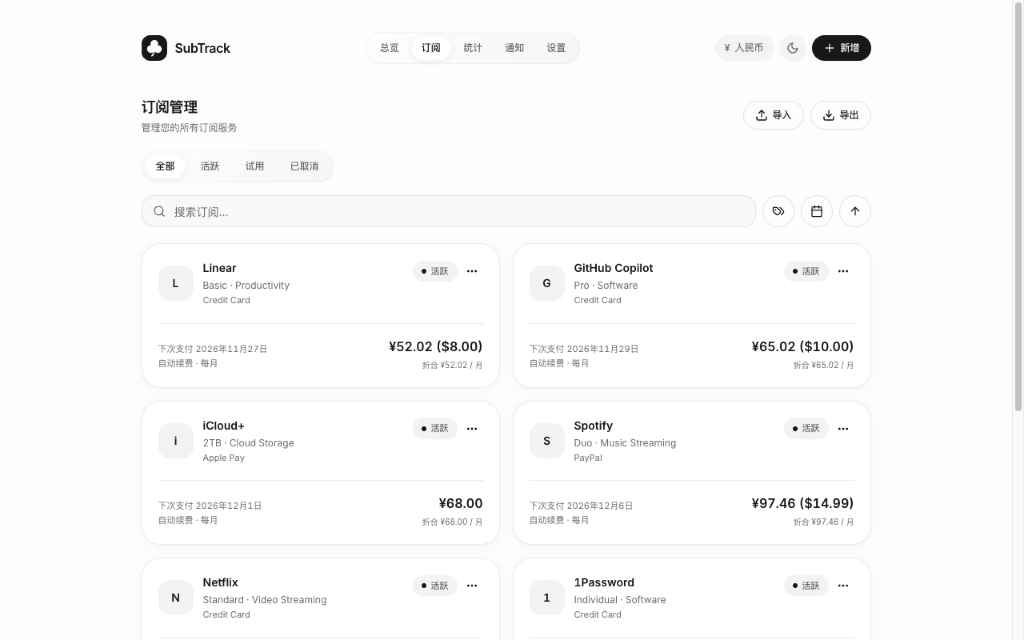 SubTrack
总览 订阅 统计 通知 设置
¥ 人民币
新增
订阅管理
管理您的所有订阅服务
导入
导出
全部 活跃 试用 已取消
搜索订阅...
L
Linear
Basic · Productivity
Credit Card
活跃
下次支付 2026年11月27日
自动续费 · 每月
¥52.02 ($8.00)
折合 ¥52.02 / 月
G
GitHub Copilot
Pro · Software
Credit Card
活跃
下次支付 2026年11月29日
自动续费 · 每月
¥65.02 ($10.00)
折合 ¥65.02 / 月
i
iCloud+
2TB · Cloud Storage
Apple Pay
活跃
下次支付 2026年12月1日
自动续费 · 每月
¥68.00
折合 ¥68.00 / 月
S
Spotify
Duo · Music Streaming
PayPal
活跃
下次支付 2026年12月6日
自动续费 · 每月
¥97.46 ($14.99)
折合 ¥97.46 / 月
N
Netflix
Standard · Video Streaming
Credit Card
活跃
1
1Password
Individual · Software
Credit Card
活跃